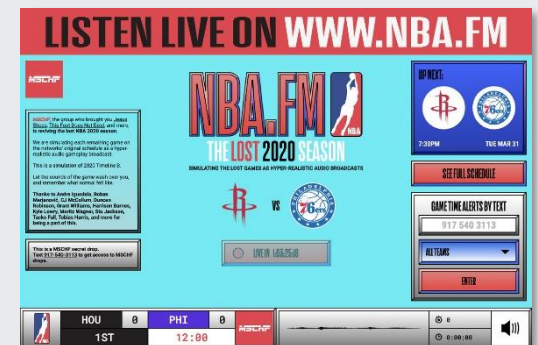 LISTEN LIVE ON WWW.NBA.FM
MSCHF
MSCHF, the group who brought you Jesus
Shoes, This Foot Does Not Exist, and more,
is reviving the lost NBA 2020 season.
We are simulating each remaining game on
the networks' original schedule as a hyper-
realistic audio gameplay broadcast.
This is a simulation of 2020 Timeline B.
Let the sounds of the game wash over you,
and remember what normal felt like.
Thanks to Andre Iguodala, Boban
Marjanović, CJ McCollum, Duncan
Robinson, Grant Williams, Harrison Barnes,
Kyle Lowry, Moritz Wagner, Stu Jackson,
Tacko Fall, Tobias Harris, and more for
being a part of this.
This is a MSCHF secret drop.
Text 917-540-3113 to get access to MSCHF
drops.
NBA.FM
NBA
THE LOST 2020 SEASON
SIMULATING THE LOST GAMES AS HYPER-REALISTIC AUDIO BROADCASTS
R
VS
PHILADELPHIA
76ers
LIVE IN
UP NEXT:
R
76ers
7:30PM TUE MAR 31
SEE FULL SCHEDULE
GAME TIME ALERTS BY TEXT
917 540 3113
ALL TEAMS
ENTER
HOU 0 PHI 0
1ST 12:00
MSCHF
0
0:00:00